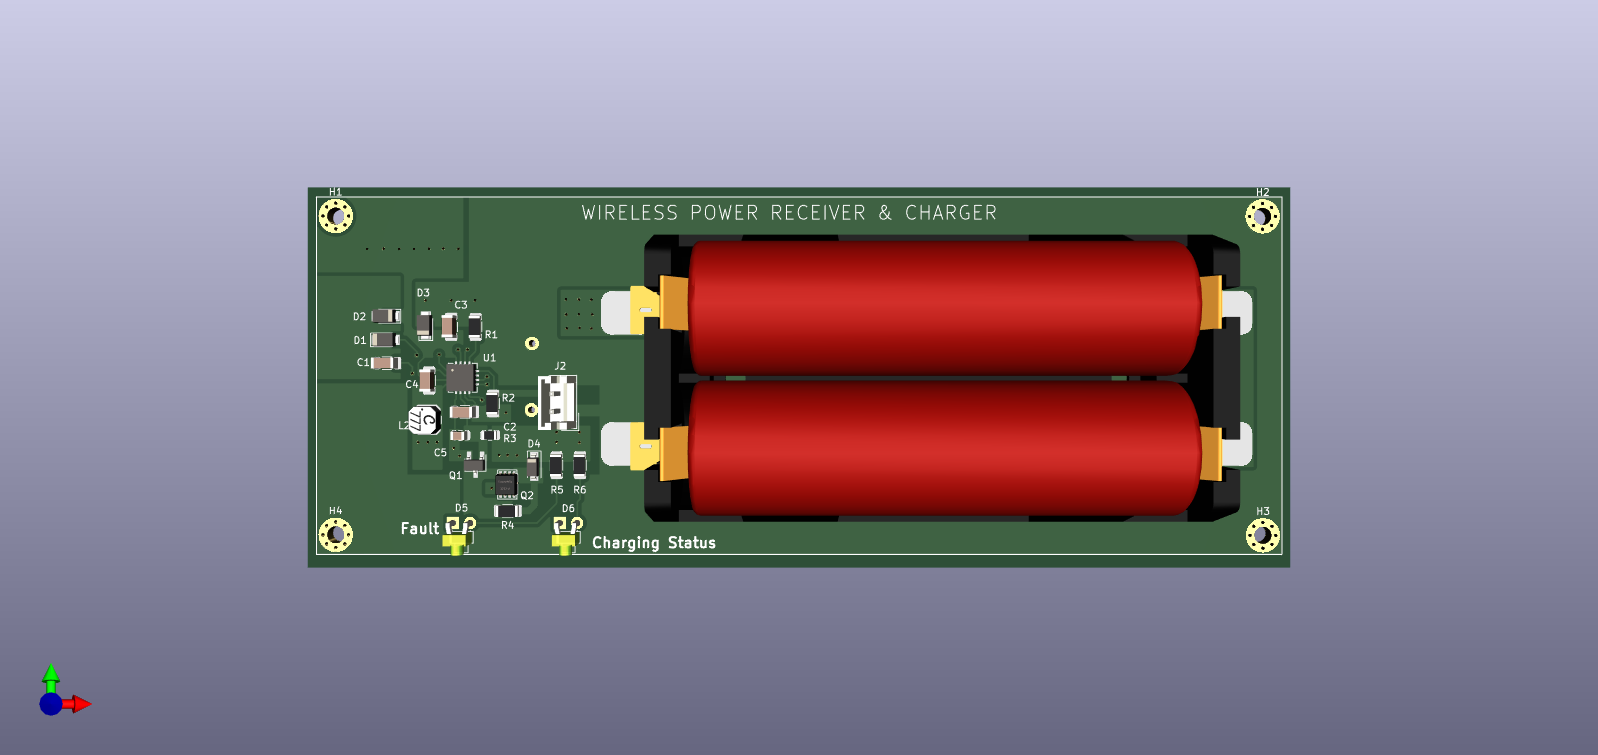 H1
H2
WIRELESS POWER RECEIVER & CHARGER
D3
C3
D2
R1
D1
U1
C1
J2
C4
R2
L2
C
777
C2
R3
D4
C5
Q1
R5
R6
Q2
D5
D6
H4
H3
Fault
R4
Charging Status